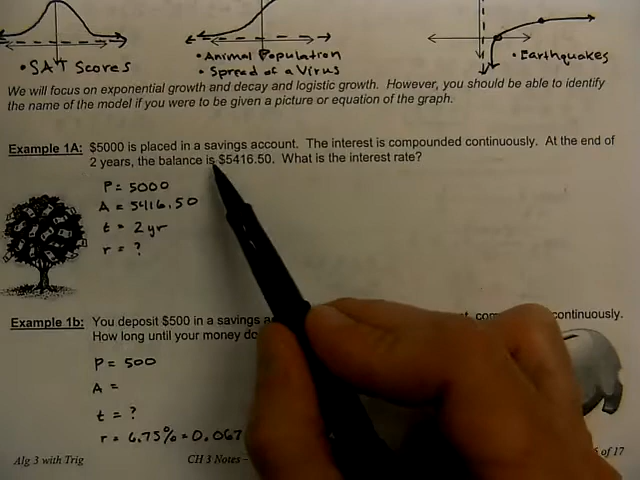 • SAT Scores
• Animal Population
• Spread of a Virus
• Earthquakes
We will focus on exponential growth and decay and logistic growth. However, you should be able to identify
the name of the model if you were to be given a picture or equation of the graph.
Example 1A: $5000 is placed in a savings account. The interest is compounded continuously. At the end of
2 years, the balance is $5416.50. What is the interest rate?
P = 5000
A = 5416.50
t = 2 yr
r = ?
Example 1b: You deposit $500 in a savings continuously.
How long until your money
P = 500
A =
t = ?
r = 6.75% = 0.067
Alg 3 with Trig CH 3 Notes – of 17